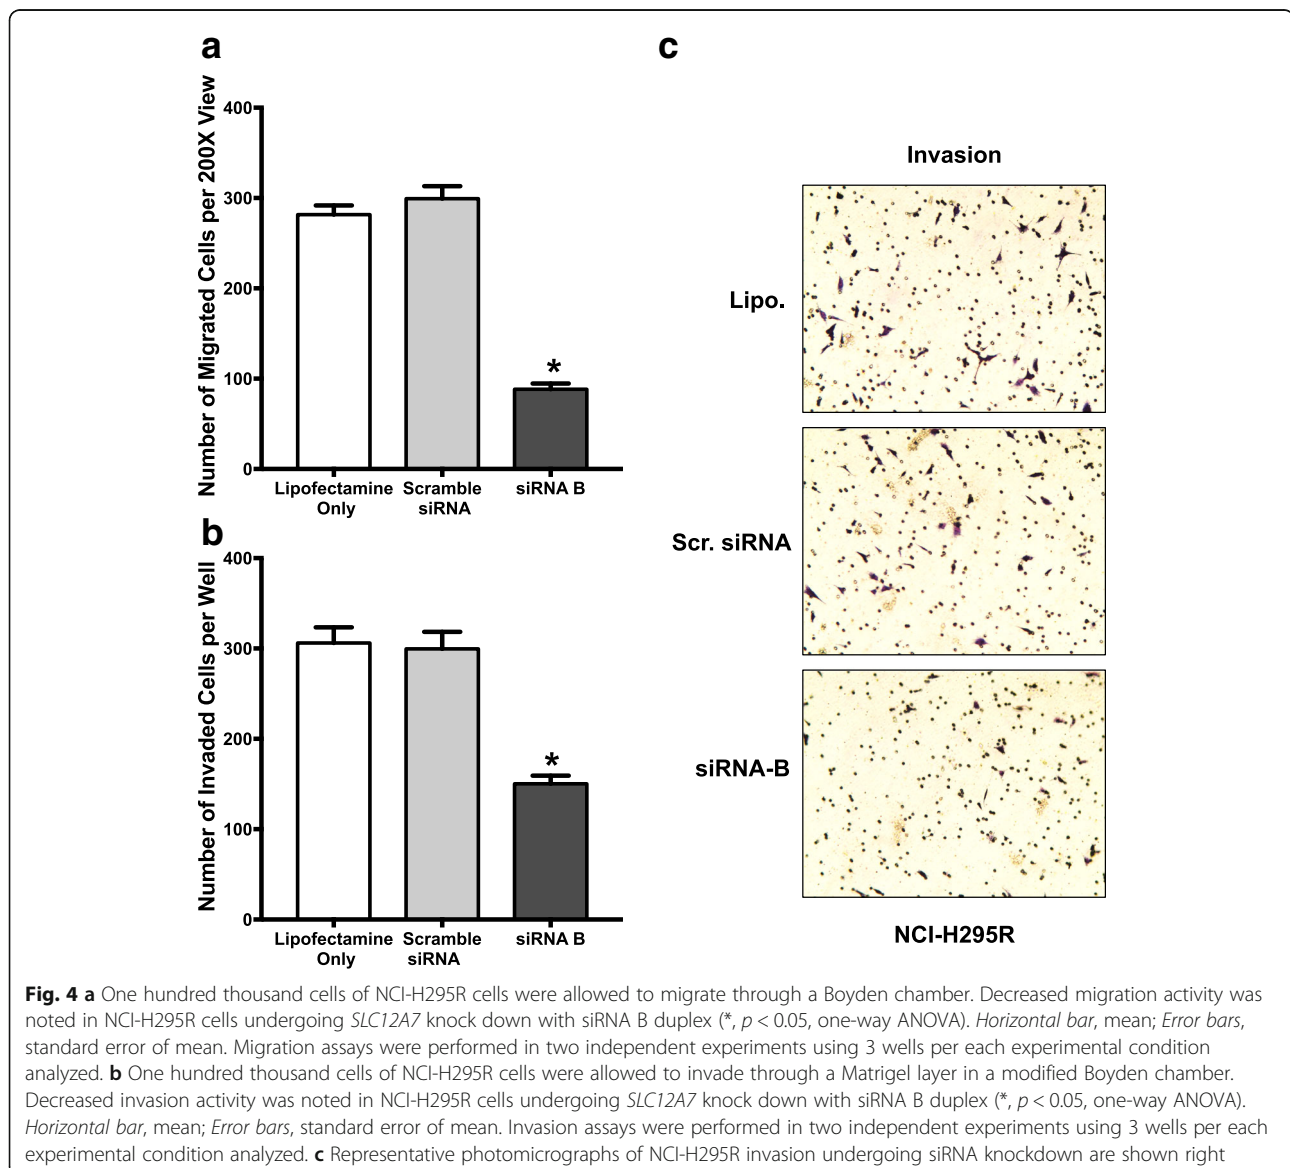 a
Number of Migrated Cells per 200X View
400
300
200
100
0
*
Lipofectamine Only
Scramble siRNA
siRNA B
b
Number of Invaded Cells per Well
400
300
200
100
0
*
Lipofectamine Only
Scramble siRNA
siRNA B
c
Invasion
Lipo.
Scr. siRNA
siRNA-B
NCI-H295R
Fig. 4 a One hundred thousand cells of NCI-H295R cells were allowed to migrate through a Boyden chamber. Decreased migration activity was
noted in NCI-H295R cells undergoing SLC12A7 knock down with siRNA B duplex (*, p < 0.05, one-way ANOVA). Horizontal bar, mean; Error bars,
standard error of mean. Migration assays were performed in two independent experiments using 3 wells per each experimental condition
analyzed. b One hundred thousand cells of NCI-H295R cells were allowed to invade through a Matrigel layer in a modified Boyden chamber.
Decreased invasion activity was noted in NCI-H295R cells undergoing SLC12A7 knock down with siRNA B duplex (*, p < 0.05, one-way ANOVA).
Horizontal bar, mean; Error bars, standard error of mean. Invasion assays were performed in two independent experiments using 3 wells per each
experimental condition analyzed. c Representative photomicrographs of NCI-H295R invasion undergoing siRNA knockdown are shown right